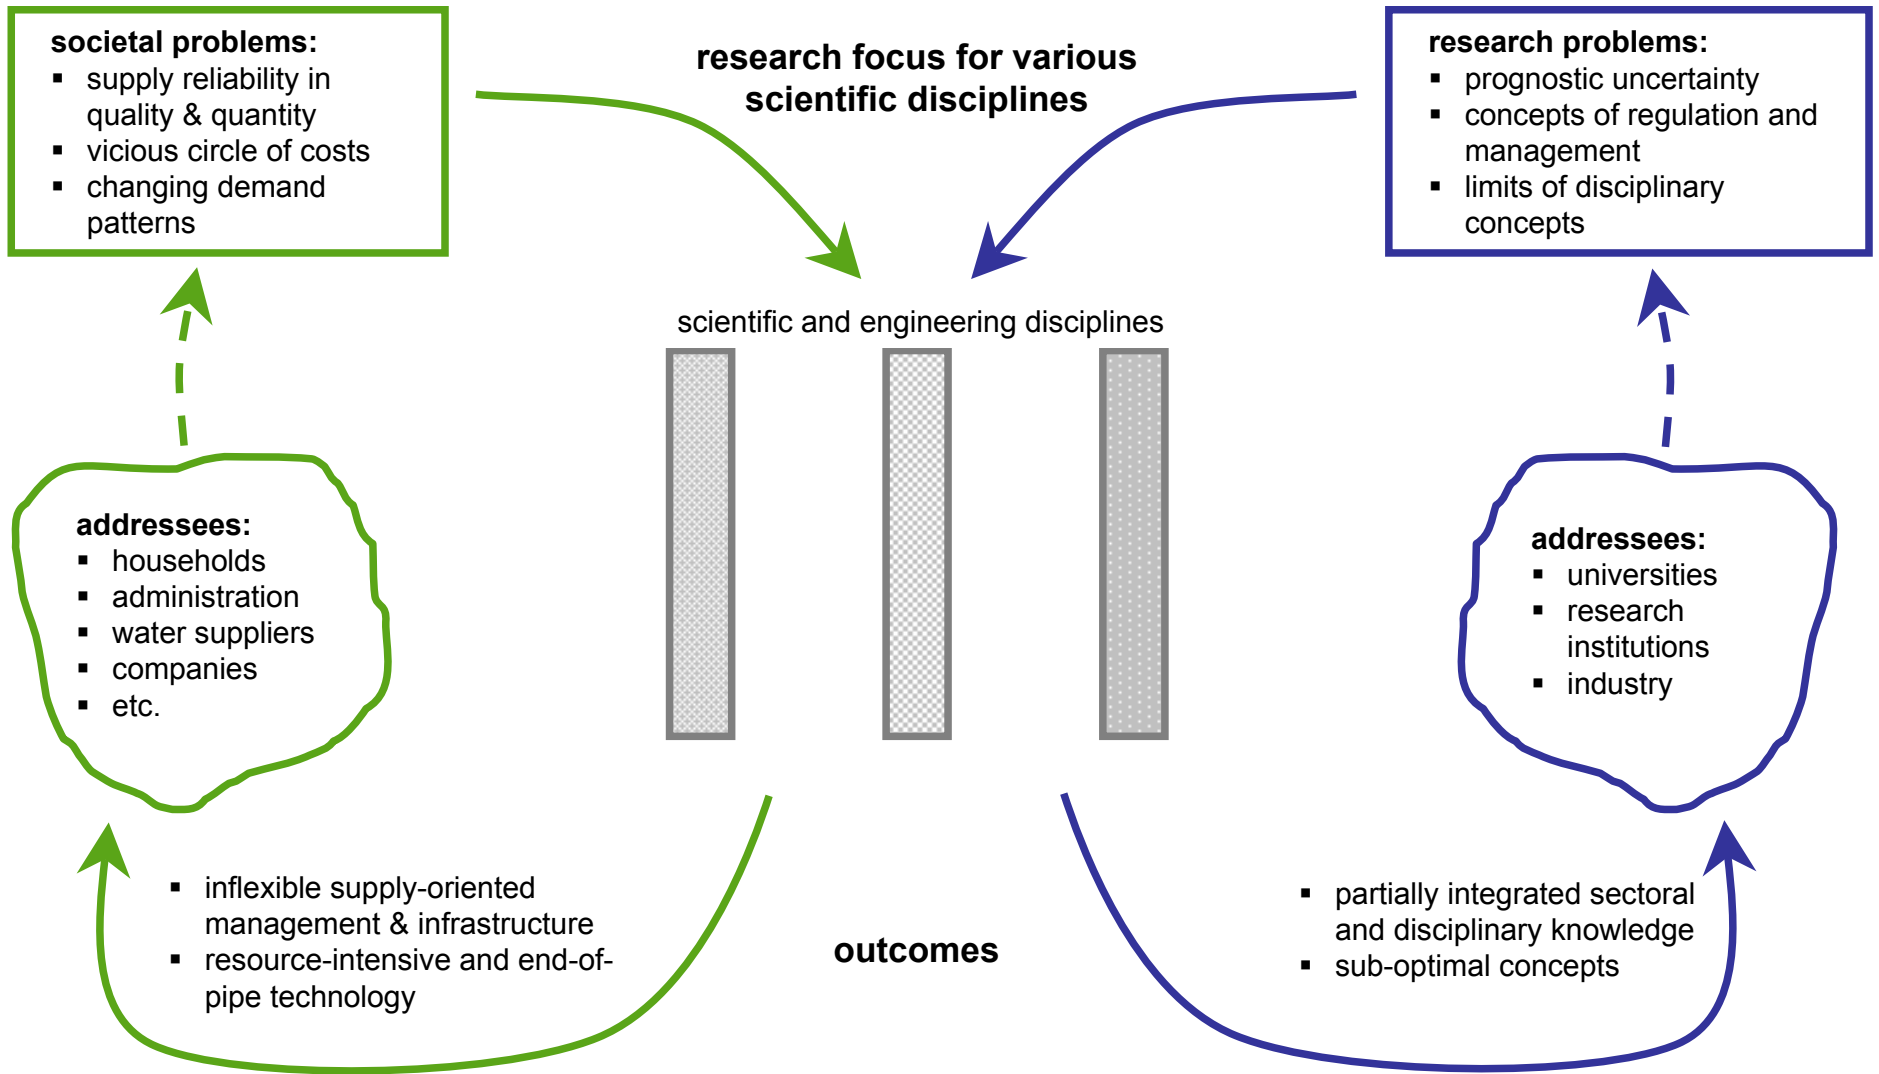 societal problems:
▪ supply reliability in
quality & quantity
▪ vicious circle of costs
▪ changing demand
patterns
research focus for various
scientific disciplines
research problems:
▪ prognostic uncertainty
▪ concepts of regulation and
management
▪ limits of disciplinary
concepts
scientific and engineering disciplines
addressees:
▪ households
▪ administration
▪ water suppliers
▪ companies
▪ etc.
addressees:
▪ universities
▪ research
institutions
▪ industry
▪ inflexible supply-oriented
management & infrastructure
▪ resource-intensive and end-of-
pipe technology
outcomes
▪ partially integrated sectoral
and disciplinary knowledge
▪ sub-optimal concepts